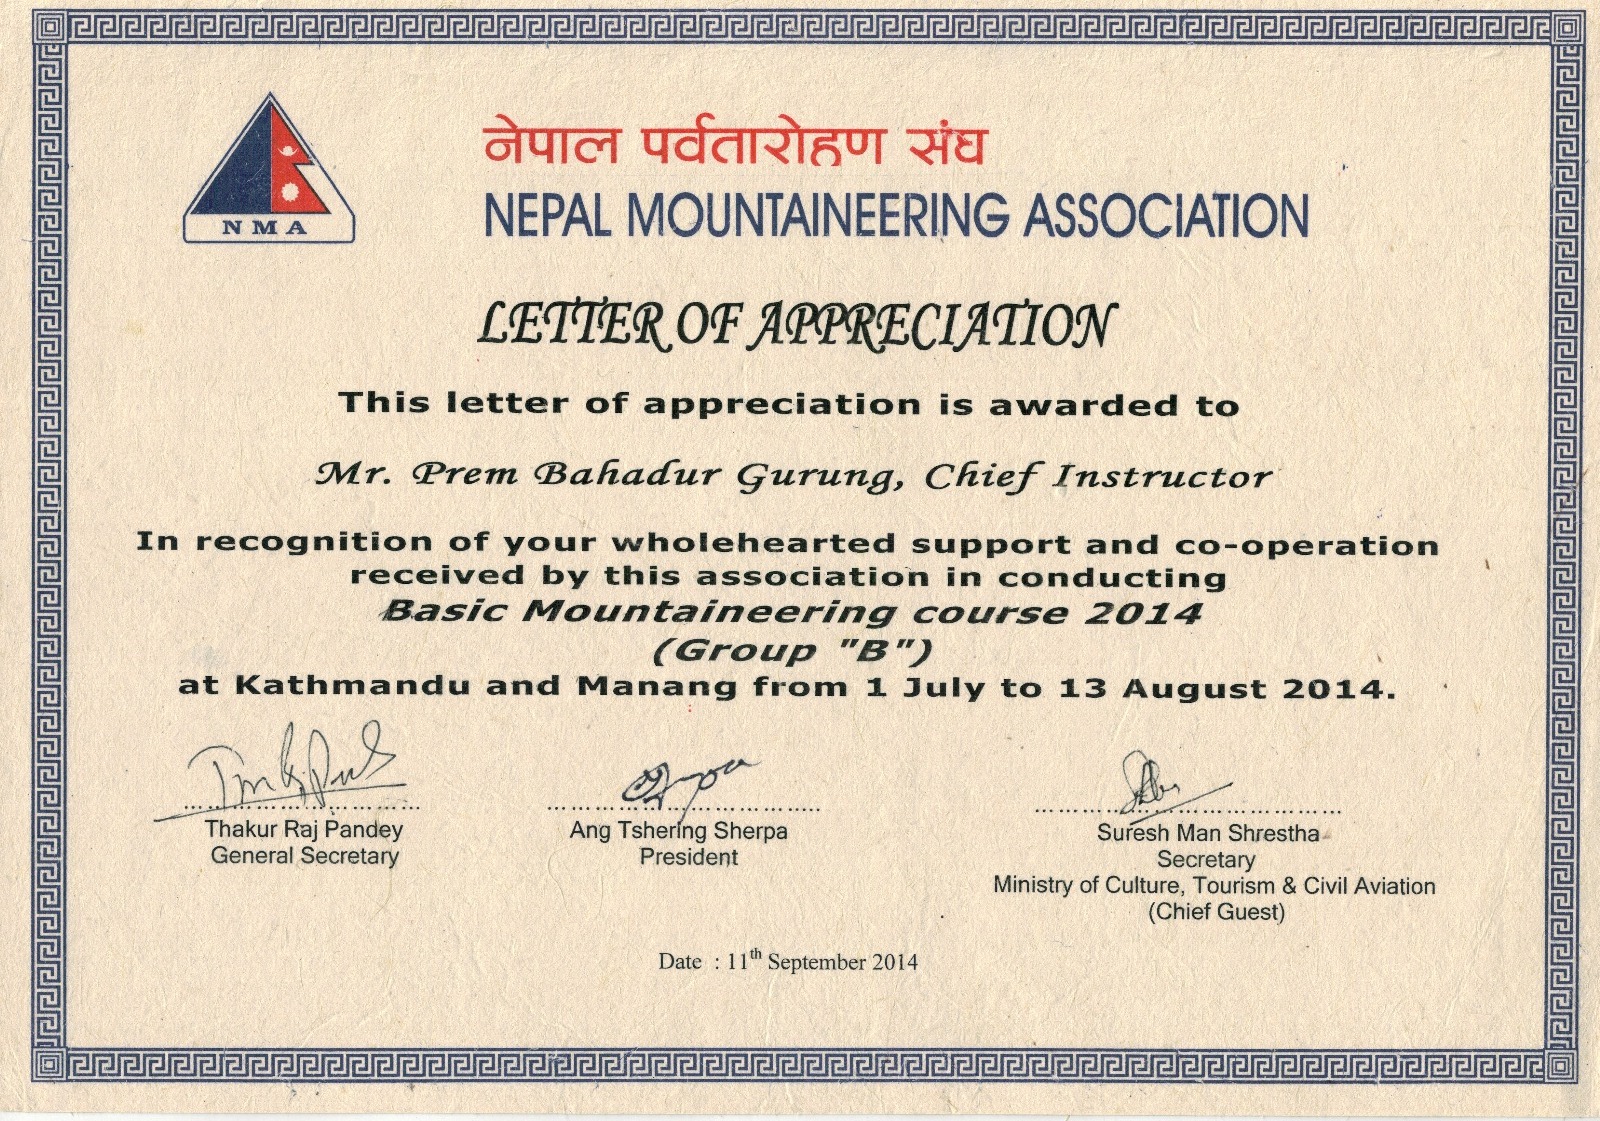 नेपाल पर्वतारोहण संघ
NEPAL MOUNTAINEERING ASSOCIATION
NMA
LETTER OF APPRECIATION
This letter of appreciation is awarded to
Mr. Prem Bahadur Gurung, Chief Instructor
In recognition of your wholehearted support and co-operation
received by this association in conducting
Basic Mountaineering course 2014
(Group "B")
at Kathmandu and Manang from 1 July to 13 August 2014.
Thakur Raj Pandey
General Secretary
Ang Tshering Sherpa
President
Suresh Man Shrestha
Secretary
Ministry of Culture, Tourism & Civil Aviation
(Chief Guest)
Date : 11th September 2014